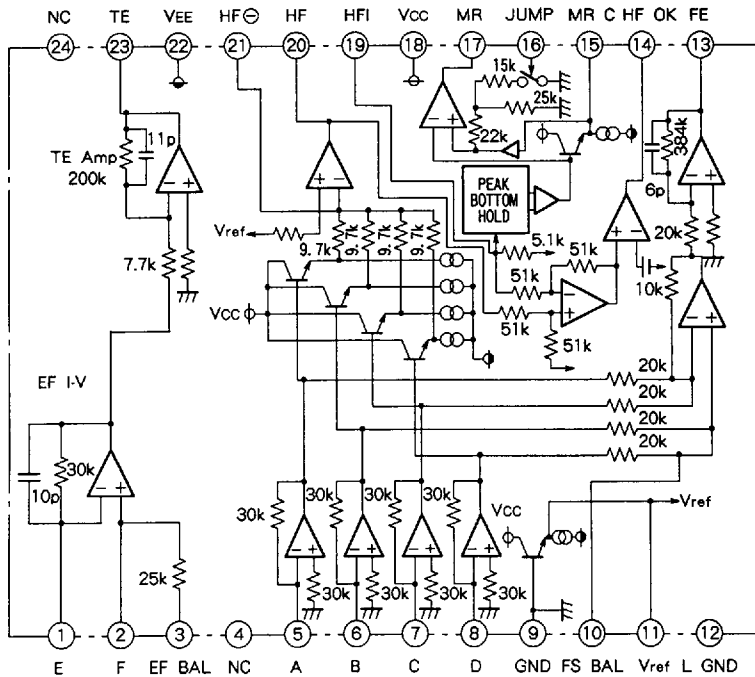 NC TE VEE HF⊖ HF HFI VCC MR JUMP MR C HF OK FE
24 23 22 21 20 19 18 17 16 15 14 13
15k
25k
22k
11p
TE Amp
200k
384k
6p
PEAK
BOTTOM
HOLD
Vref
9.7k 9.7k 9.7k 9.7k
20k
5.1k
51k
7.7k
51k
10k
VCC
51k
51k
EF I-V
20k
20k
20k
20k
30k
10p
30k 30k 30k 30k
VCC
Vref
25k
30k 30k 30k 30k
1 2 3 4 5 6 7 8 9 10 11 12
E F EF BAL NC A B C D GND FS BAL Vref L GND